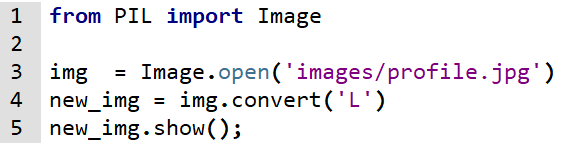 1 from PIL import Image
2
3 img  = Image.open('images/profile.jpg')
4 new_img = img.convert('L')
5 new_img.show();